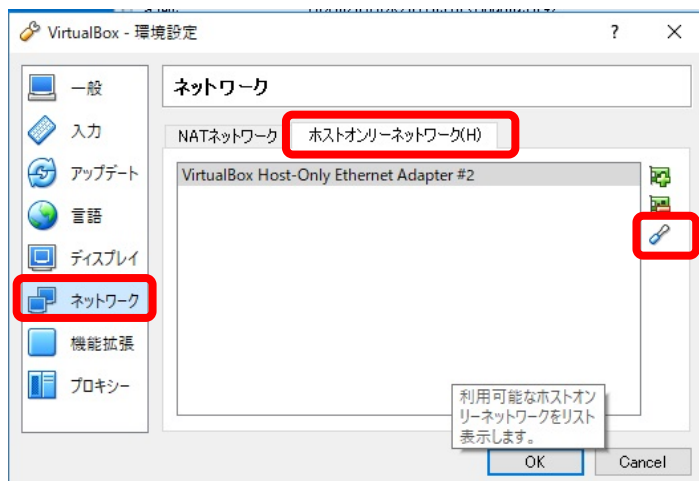 VirtualBox - 環境設定
?
一般
入力
アップデート
言語
ディスプレイ
ネットワーク
機能拡張
プロキシー
ネットワーク
NATネットワーク
ホストオンリーネットワーク(H)
VirtualBox Host-Only Ethernet Adapter #2
利用可能なホストオン
リーネットワークをリスト
表示します。
OK
Cancel